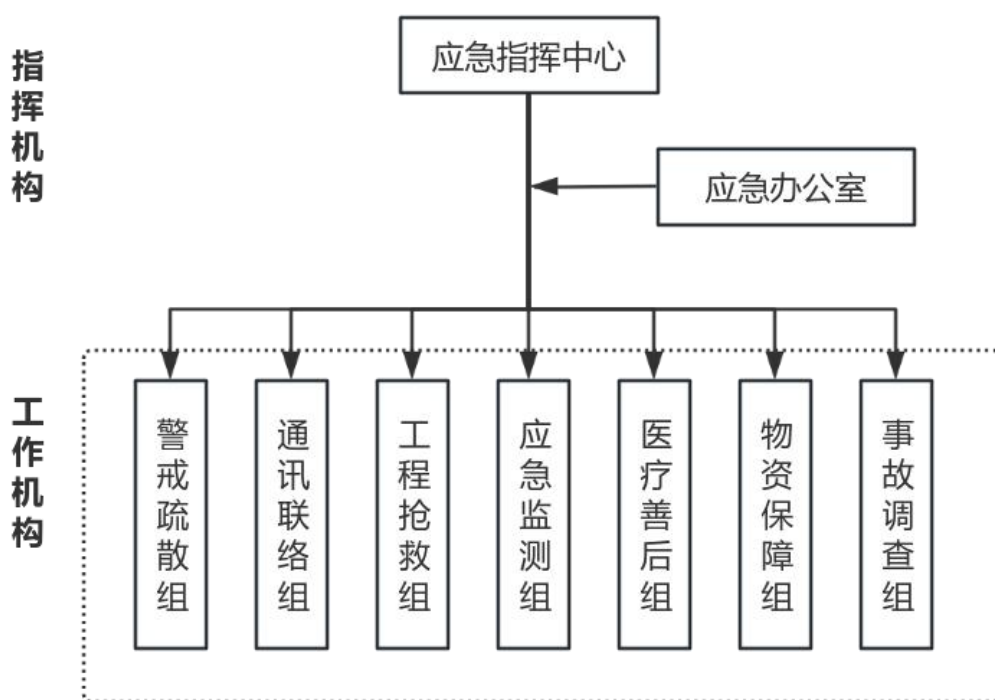 指挥机构
应急指挥中心
应急办公室
工作机构
警戒疏散组
通讯联络组
工程抢救组
应急监测组
医疗善后组
物资保障组
事故调查组